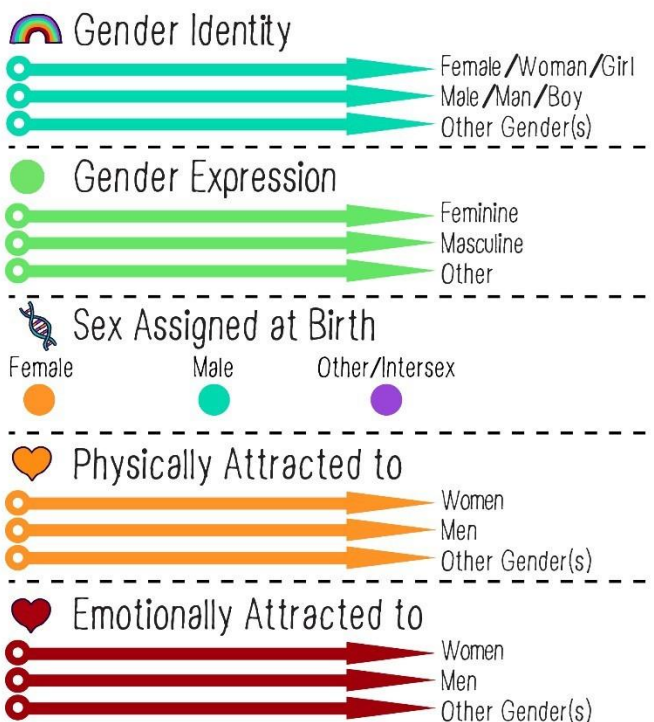 Gender Identity
Female/Woman/Girl
Male/Man/Boy
Other Gender(s)
Gender Expression
Feminine
Masculine
Other
Sex Assigned at Birth
Female Male Other/Intersex
Physically Attracted to
Women
Men
Other Gender(s)
Emotionally Attracted to
Women
Men
Other Gender(s)